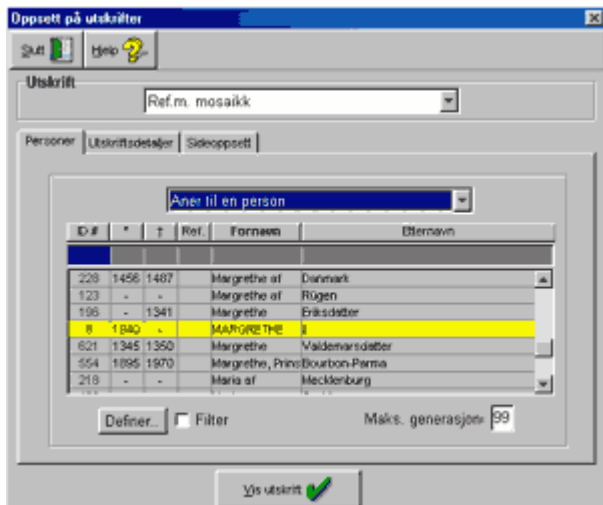 Oppsett på utskrifter
Slutt Hjelp
Utskrift
Ref.m. mosaikk
Personer Utskriftsdetaljer Sideoppsett
Aner til en person
ID # * † Ref. Fornavn Etternavn
228 1456 1487 Margrethe af Danmark
123 - - Margrethe af Rügen
196 - 1341 Margrethe Eriksdatter
8 1940 - MARGRETHE II
621 1345 1350 Margrethe Valdemarsdatter
554 1895 1970 Margrethe, Prins Bourbon-Parma
218 - - Maria af Mecklenburg
Definer... Filter Maks. generasjon 99
Vis utskrift